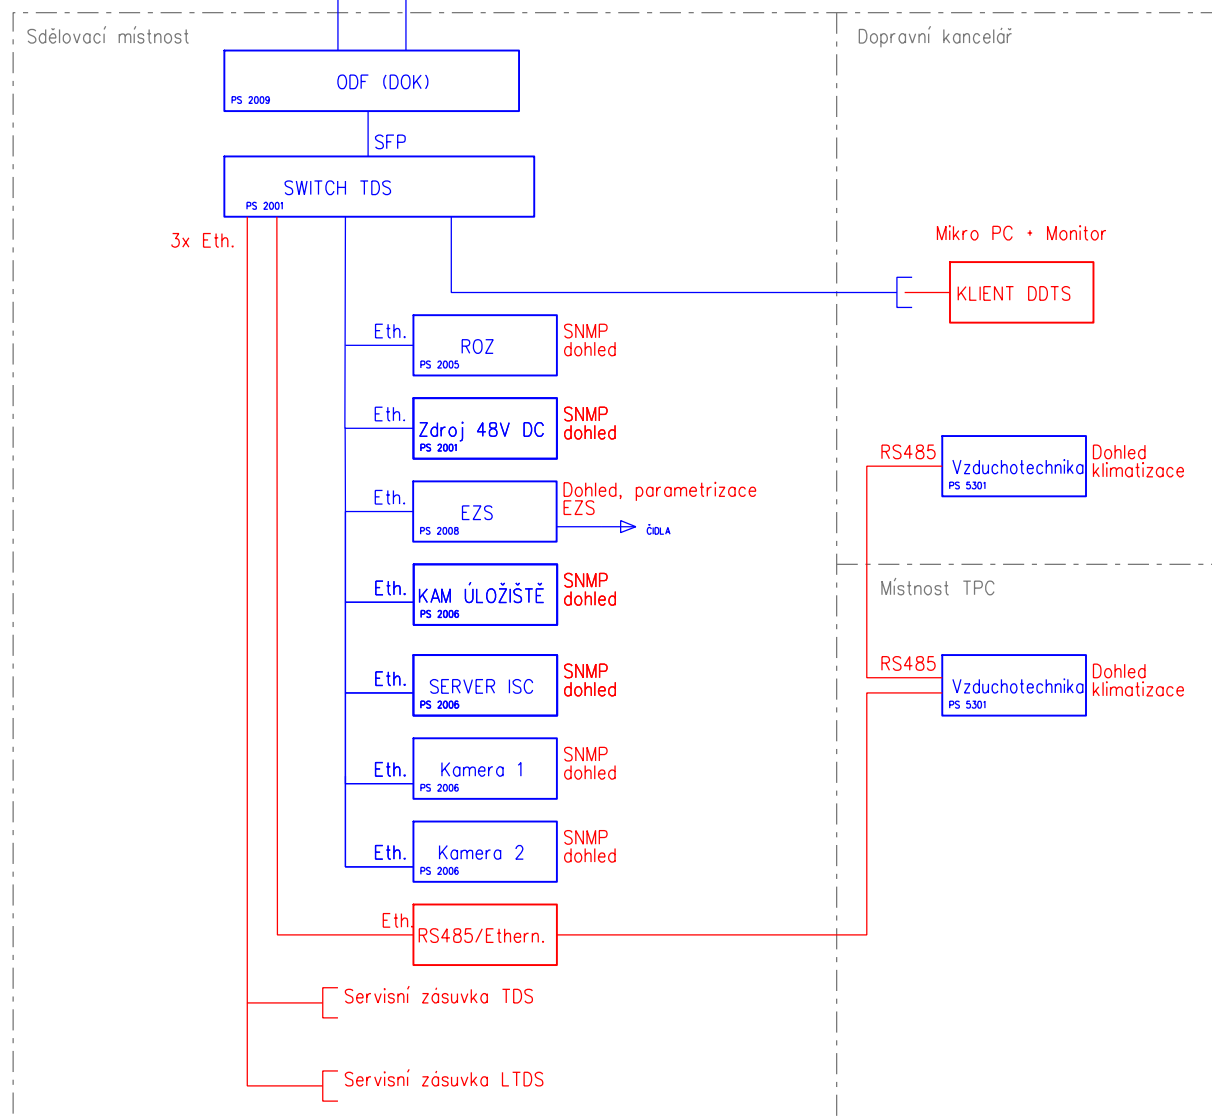 Sdělovací místnost
Dopravní kancelář
ODF (DOK)
PS 2009
SFP
SWITCH TDS
PS 2001
3x Eth.
Mikro PC + Monitor
KLIENT DDTS
Eth.
ROZ
PS 2005
SNMP
dohled
Eth.
Zdroj 48V DC
PS 2001
SNMP
dohled
RS485
Vzduchotechnika
PS 5301
Dohled
klimatizace
Eth.
EZS
PS 2008
Dohled, parametrizace
EZS
ČIDLA
Místnost TPC
Eth.
KAM ÚLOŽIŠTĚ
PS 2006
SNMP
dohled
Eth.
SERVER ISC
PS 2006
SNMP
dohled
RS485
Vzduchotechnika
PS 5301
Dohled
klimatizace
Eth.
Kamera 1
PS 2006
SNMP
dohled
Eth.
Kamera 2
PS 2006
SNMP
dohled
Eth.
RS485/Ethern.
Servisní zásuvka TDS
Servisní zásuvka LTDS